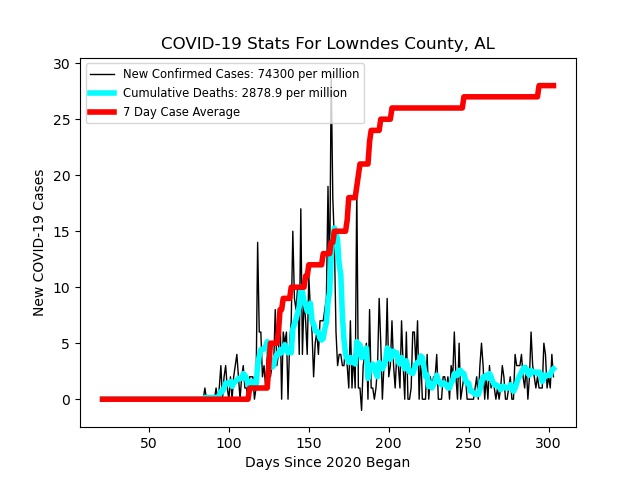 COVID-19 Stats For Lowndes County, AL
New Confirmed Cases: 74300 per million
Cumulative Deaths: 2878.9 per million
7 Day Case Average
New COVID-19 Cases
30
25
20
15
10
5
0
50 100 150 200 250 300
Days Since 2020 Began